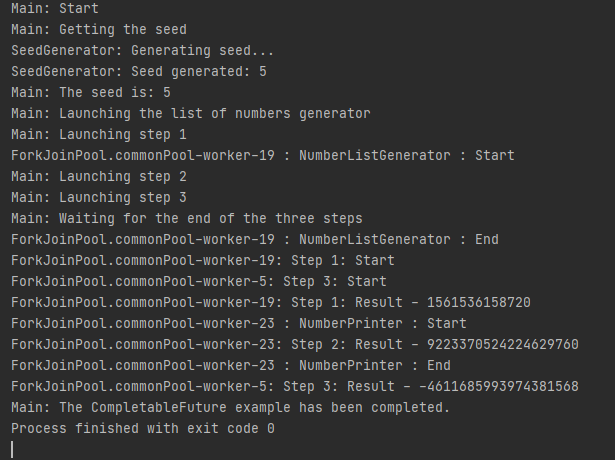 Main: Start
Main: Getting the seed
SeedGenerator: Generating seed...
SeedGenerator: Seed generated: 5
Main: The seed is: 5
Main: Launching the list of numbers generator
Main: Launching step 1
ForkJoinPool.commonPool-worker-19 : NumberListGenerator : Start
Main: Launching step 2
Main: Launching step 3
Main: Waiting for the end of the three steps
ForkJoinPool.commonPool-worker-19 : NumberListGenerator : End
ForkJoinPool.commonPool-worker-19: Step 1: Start
ForkJoinPool.commonPool-worker-5: Step 3: Start
ForkJoinPool.commonPool-worker-19: Step 1: Result - 1561536158720
ForkJoinPool.commonPool-worker-23 : NumberPrinter : Start
ForkJoinPool.commonPool-worker-23: Step 2: Result - 9223370524224629760
ForkJoinPool.commonPool-worker-23 : NumberPrinter : End
ForkJoinPool.commonPool-worker-5: Step 3: Result - -4611685993974381568
Main: The CompletableFuture example has been completed.
Process finished with exit code 0